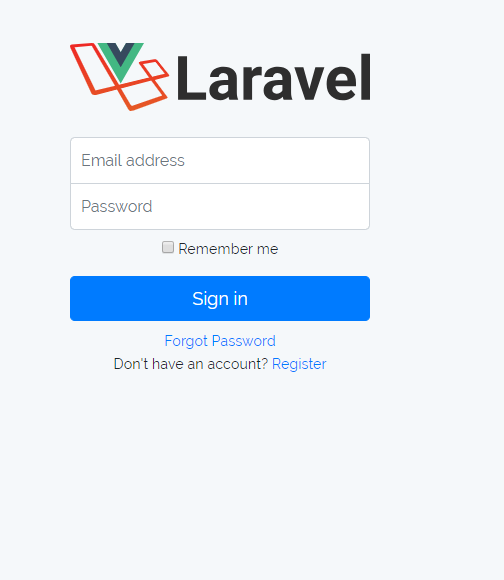 Laravel
Email address
Password
Remember me
Sign in
Forgot Password
Don't have an account? Register